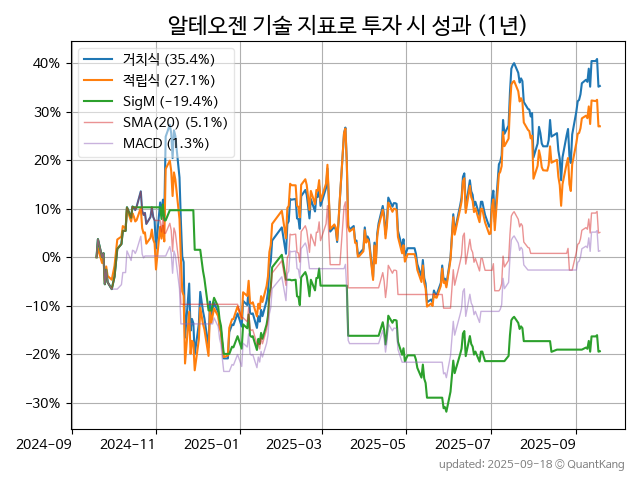 알테오젠 기술 지표로 투자 시 성과 (1년)
거치식 (35.4%)
적립식 (27.1%)
SigM (−19.4%)
SMA(20) (5.1%)
MACD (1.3%)
40%
30%
20%
10%
0%
−10%
−20%
−30%
2024-09 2024-11 2025-01 2025-03 2025-05 2025-07 2025-09
updated: 2025-09-18 @ QuantKang